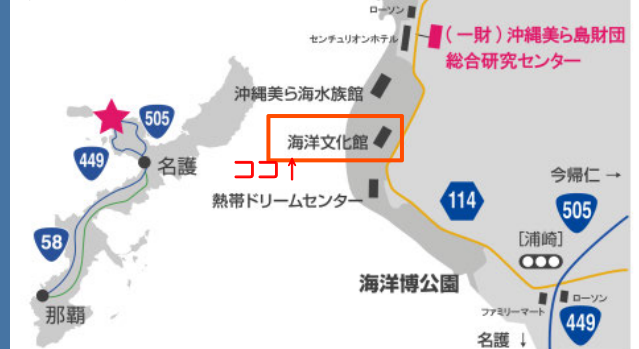 ローソン
センチュリオンホテル
(一財)沖縄美ら島財団
総合研究センター
沖縄美ら海水族館
海洋文化館
ココ↑
熱帯ドリームセンター
505
449
名護
58
那覇
114
今帰仁 →
505
[浦崎]
海洋博公園
ファミリーマート
ローソン
449
名護 ↓